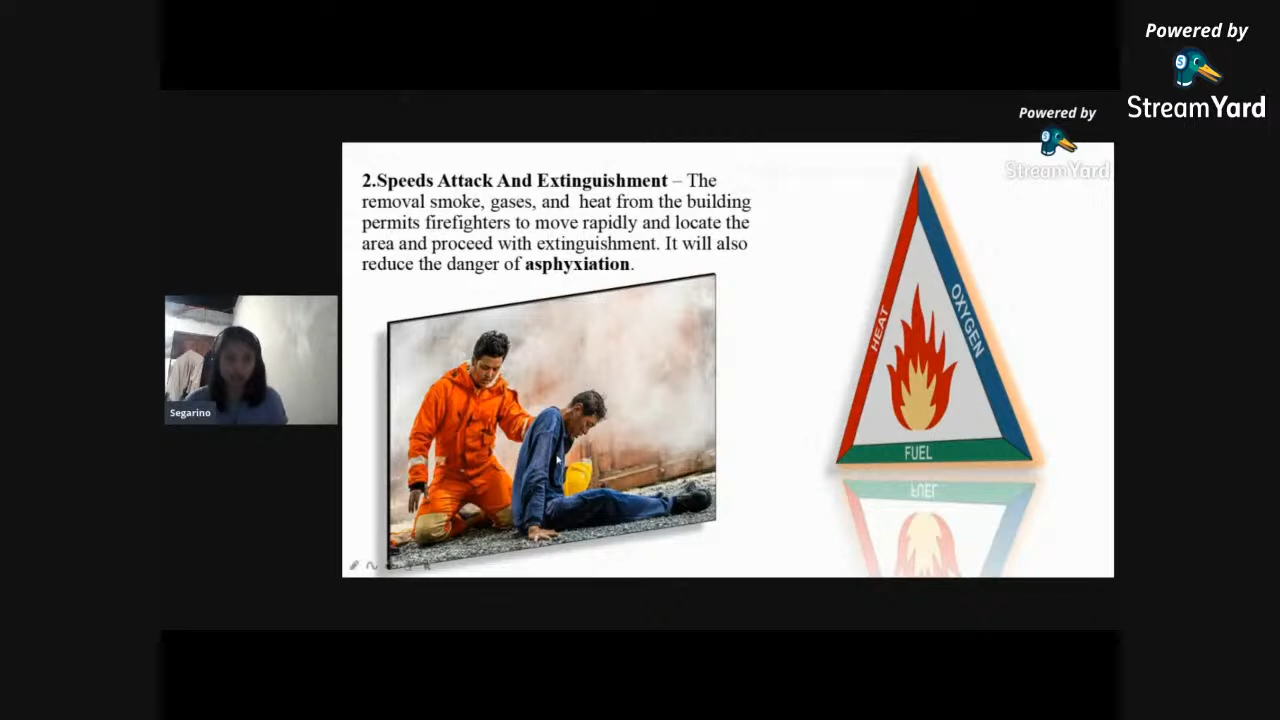 Powered by
StreamYard
Powered by
StreamYard
2.Speeds Attack And Extinguishment – The
removal smoke, gases, and heat from the building
permits firefighters to move rapidly and locate the
area and proceed with extinguishment. It will also
reduce the danger of asphyxiation.
HEAT
OXYGEN
FUEL
Segarino
FUEL